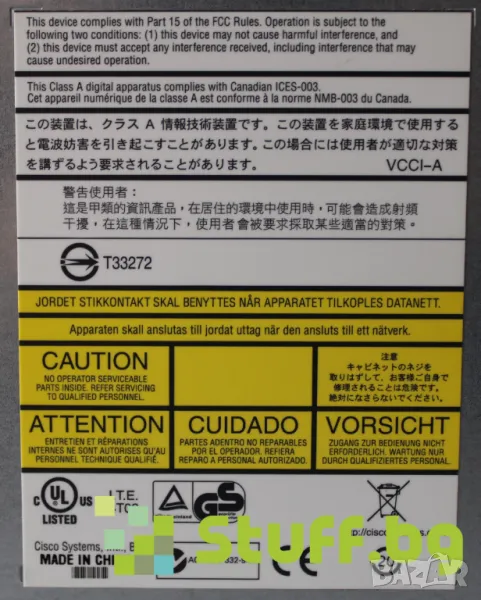 This device complies with Part 15 of the FCC Rules. Operation is subject to the
following two conditions: (1) this device may not cause harmful interference, and
(2) this device must accept any interference received, including interference that may
cause undesired operation.
This Class A digital apparatus complies with Canadian ICES-003.
Cet appareil numérique de la classe A est conforme à la norme NMB-003 du Canada.
この装置は、クラス A 情報技術装置です。この装置を家庭環境で使用する
と電波妨害を引き起こすことがあります。この場合には使用者が適切な対策
を講ずるよう要求されることがあります。
VCCI-A
警告使用者:
這是甲類的資訊產品，在居住的環境中使用時，可能會造成射頻
干擾，在這種情況下，使用者會被要求採取某些適當的對策。
T33272
JORDET STIKKONTAKT SKAL BENYTTES NÅR APPARATET TILKOPLES DATANETT.
Apparaten skall anslutas till jordat uttag när den ansluts till ett nätverk.
CAUTION
NO OPERATOR SERVICEABLE
PARTS INSIDE. REFER SERVICING
TO QUALIFIED PERSONNEL.
注意
キャビネットのネジを
取りはずして、お客様ご自身で
修理されることは危険です。
絶対になさらないでください。
ATTENTION
ENTRETIEN ET RÉPARATIONS
INTERNES NE SONT AUTORISÉS QU'AU
PERSONNEL TECHNIQUE QUALIFIÉ.
CUIDADO
PARTES ADENTRO NO REPARABLES
POR EL OPERADOR. REFIERA
REPARO A PERSONAL AUTORIZADO.
VORSICHT
ZUGANG ZUR BEDIENUNG NICHT
ERFORDERLICH. WARTUNG NUR
DURCH QUALIFIZIERTES PERSONAL.
C UL US
LISTED
I.T.E.
GS
Cisco Systems,
MADE IN
CE
Stuff.bg
BAZAR